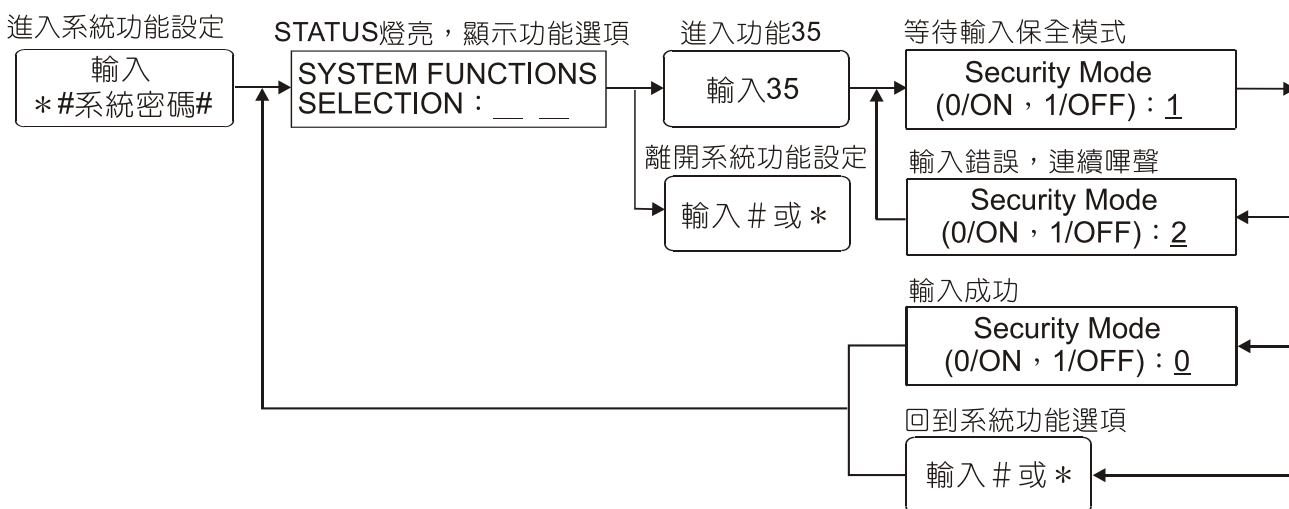 進入系統功能設定
輸入
＊#系統密碼#
STATUS燈亮，顯示功能選項
SYSTEM FUNCTIONS
SELECTION：__ __
進入功能35
輸入35
離開系統功能設定
輸入＃或＊
等待輸入保全模式
Security Mode
(0/ON，1/OFF)：1
輸入錯誤，連續嗶聲
Security Mode
(0/ON，1/OFF)：2
輸入成功
Security Mode
(0/ON，1/OFF)：0
回到系統功能選項
輸入＃或＊